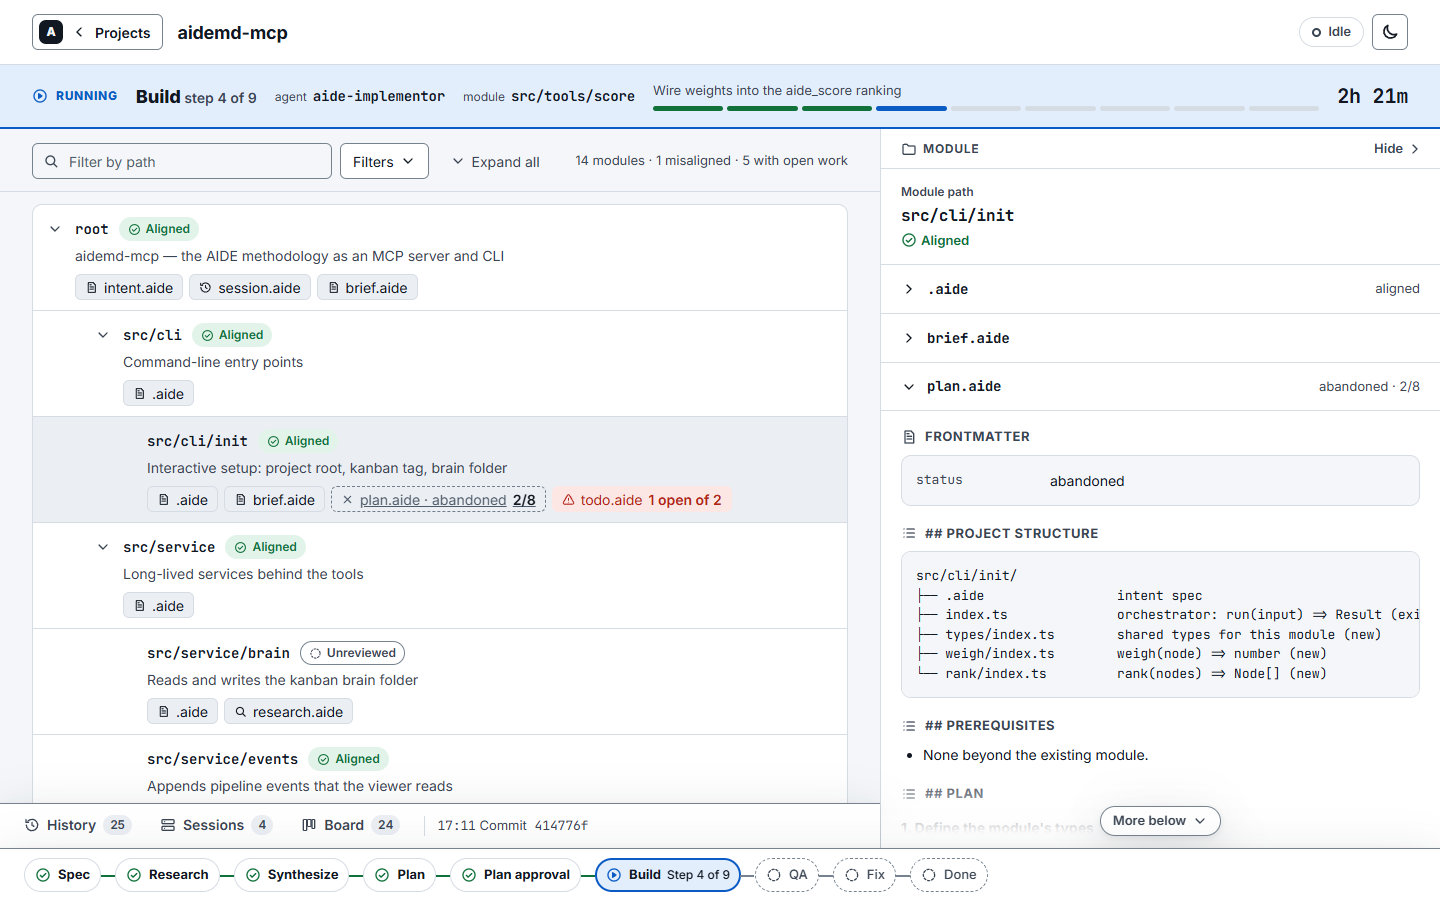 A Projects aidemd-mcp Idle
RUNNING Build step 4 of 9 agent aide-implementor module src/tools/score Wire weights into the aide_score ranking 2h 21m
Filter by path Filters Expand all 14 modules · 1 misaligned · 5 with open work
root Aligned
aidemd-mcp — the AIDE methodology as an MCP server and CLI
intent.aide session.aide brief.aide
src/cli Aligned
Command-line entry points
.aide
src/cli/init Aligned
Interactive setup: project root, kanban tag, brain folder
.aide brief.aide plan.aide · abandoned 2/8 todo.aide 1 open of 2
src/service Aligned
Long-lived services behind the tools
.aide
src/service/brain Unreviewed
Reads and writes the kanban brain folder
.aide research.aide
src/service/events Aligned
Appends pipeline events that the viewer reads
MODULE Hide
Module path
src/cli/init
Aligned
.aide aligned
brief.aide
plan.aide abandoned · 2/8
FRONTMATTER
status abandoned
## PROJECT STRUCTURE
src/cli/init/
├── .aide intent spec
├── index.ts orchestrator: run(input) ⇒ Result (exi
├── types/index.ts shared types for this module (new)
├── weigh/index.ts weigh(node) ⇒ number (new)
└── rank/index.ts rank(nodes) ⇒ Node[] (new)
## PREREQUISITES
• None beyond the existing module.
## PLAN
1. Define the module's types
More below
History 25 Sessions 4 Board 24 17:11 Commit 414776f
Spec Research Synthesize Plan Plan approval Build Step 4 of 9 QA Fix Done